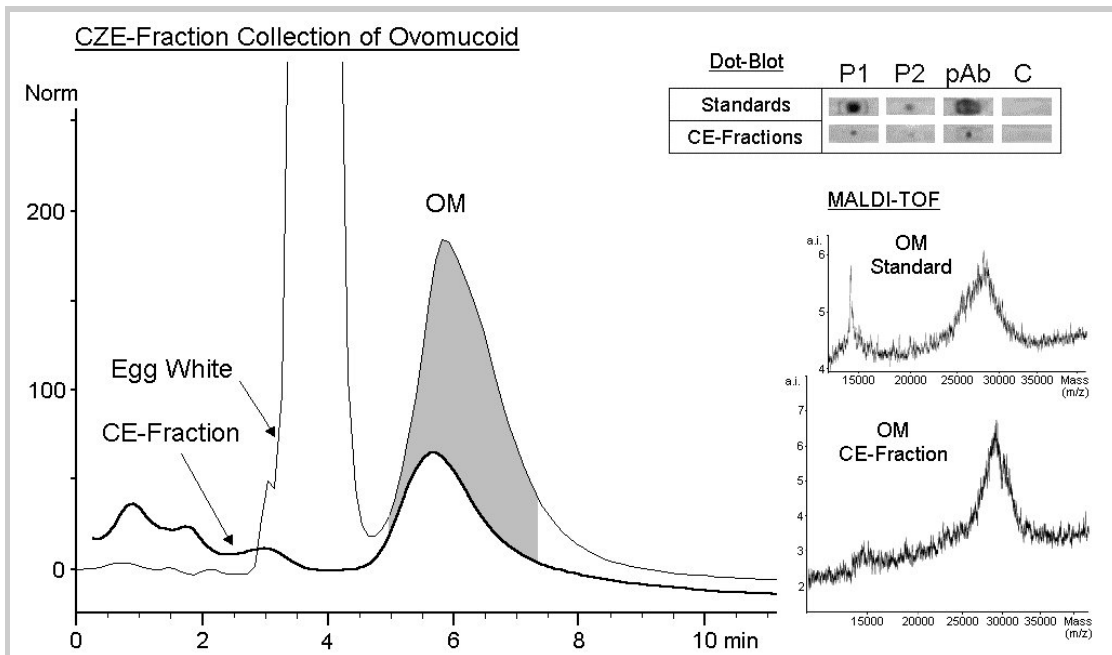 CZE-Fraction Collection of Ovomucoid
Norm
200
100
0
0 2 4 6 8 10 min
OM
Egg White
CE-Fraction
Dot-Blot P1 P2 pAb C
Standards
CE-Fractions
MALDI-TOF
a.i.
6
5
4
OM
Standard
15000 20000 25000 30000 35000 Mass
(m/z)
a.i.
7
6
5
4
3
2
OM
CE-Fraction
15000 20000 25000 30000 35000 Mass
(m/z)